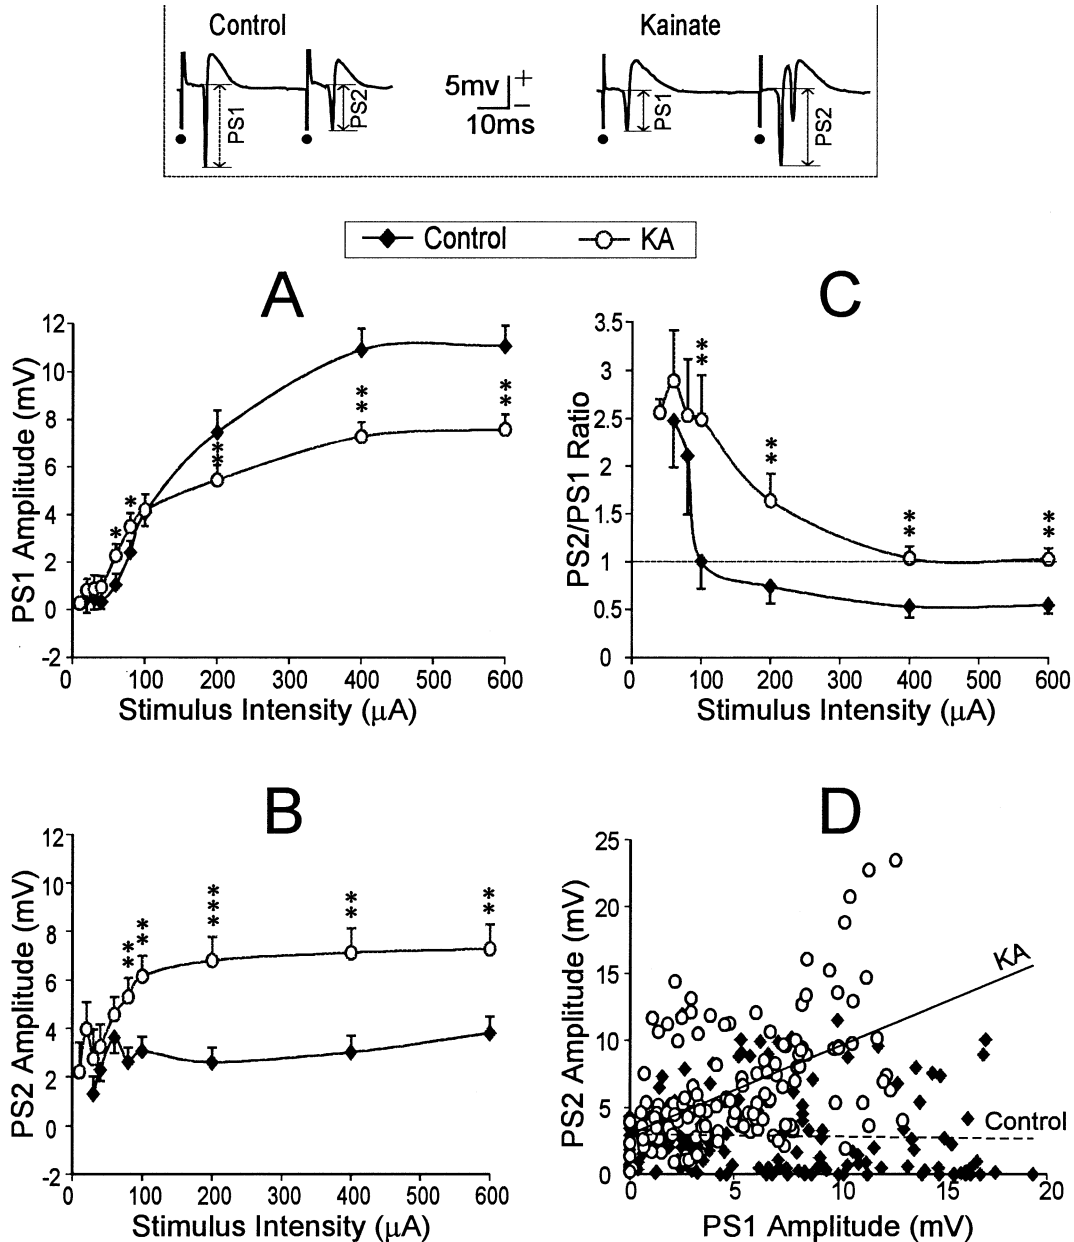 Control
Kainate
PS1
PS2
5mv
+
−
10ms
PS1
PS2
Control
KA
A
PS1 Amplitude (mV)
12
10
8
6
4
2
0
-2
**
**
**
*
*
0 100 200 300 400 500 600
Stimulus Intensity (μA)
C
PS2/PS1 Ratio
3.5
3
2.5
2
1.5
1
0.5
0
**
**
**
**
0 100 200 300 400 500 600
Stimulus Intensity (μA)
B
PS2 Amplitude (mV)
12
10
8
6
4
2
0
-2
**
**
***
**
**
0 100 200 300 400 500 600
Stimulus Intensity (μA)
D
PS2 Amplitude (mV)
25
20
15
10
5
0
KA
Control
0 5 10 15 20
PS1 Amplitude (mV)